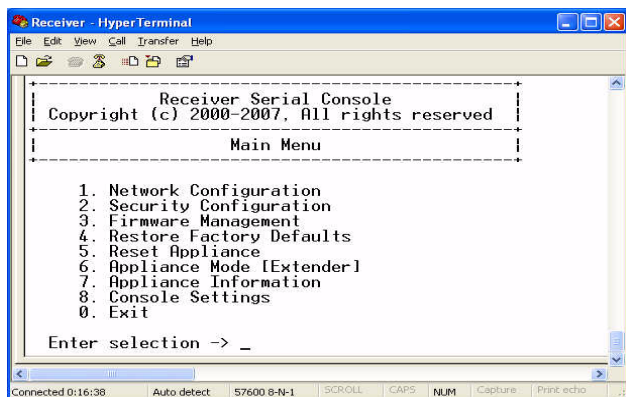 Receiver - HyperTerminal
File Edit View Call Transfer Help
Receiver Serial Console
Copyright (c) 2000-2007, All rights reserved
Main Menu
1. Network Configuration
2. Security Configuration
3. Firmware Management
4. Restore Factory Defaults
5. Reset Appliance
6. Appliance Mode [Extender]
7. Appliance Information
8. Console Settings
0. Exit
Enter selection -> _
Connected 0:16:38 Auto detect 57600 8-N-1 SCROLL CAPS NUM Capture Print echo